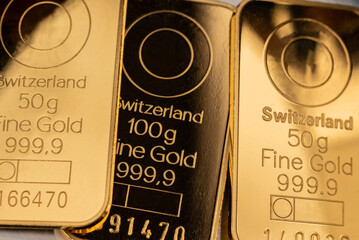 Switzerland
50g
Fine Gold
999,9
166470
Switzerland
100g
Fine Gold
999,9
91470
Switzerland
50g
Fine Gold
999,9